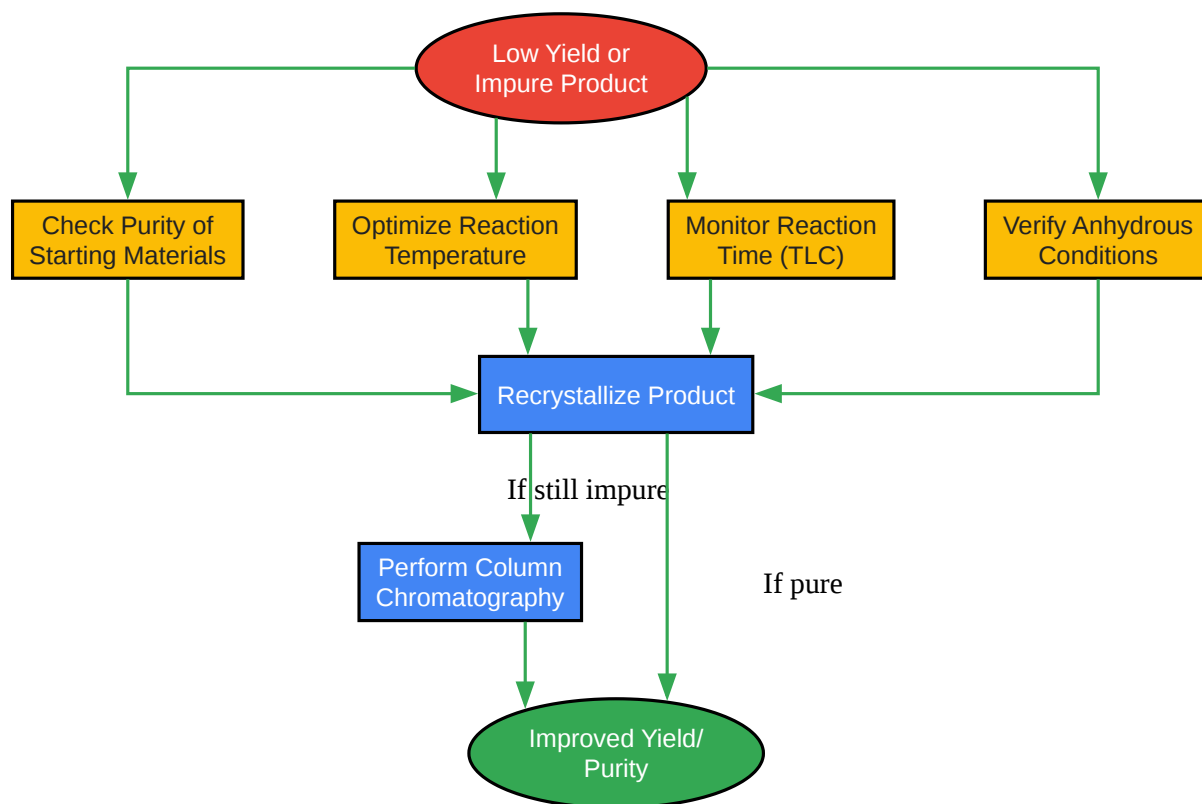 Low Yield or
Impure Product
Check Purity of
Starting Materials
Optimize Reaction
Temperature
Monitor Reaction
Time (TLC)
Verify Anhydrous
Conditions
Recrystallize Product
If still impure
Perform Column
Chromatography
If pure
Improved Yield/
Purity